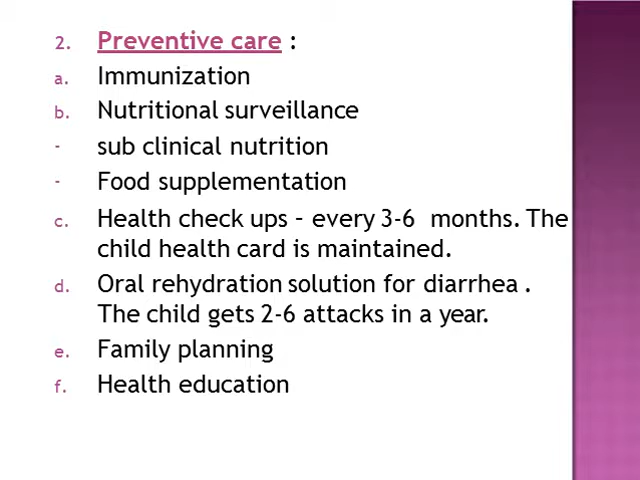 2. Preventive care :
a. Immunization
b. Nutritional surveillance
- sub clinical nutrition
- Food supplementation
c. Health check ups – every 3-6 months. The
child health card is maintained.
d. Oral rehydration solution for diarrhea .
The child gets 2-6 attacks in a year.
e. Family planning
f. Health education